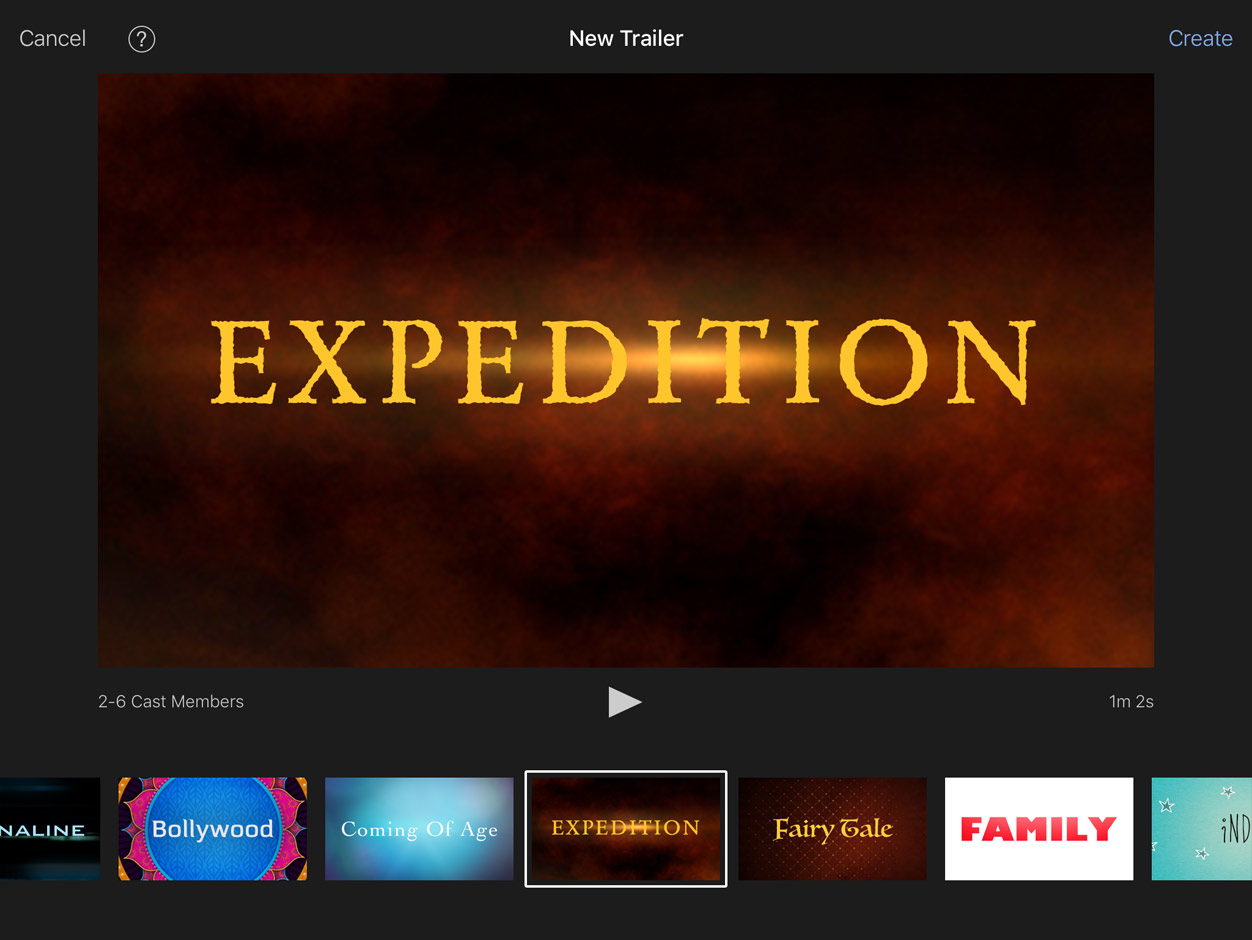 Cancel
?
New Trailer
Create
EXPEDITION
2-6 Cast Members
1m 2s
NALINE
Bollywood
Coming Of Age
EXPEDITION
Fairy Tale
FAMILY
iND